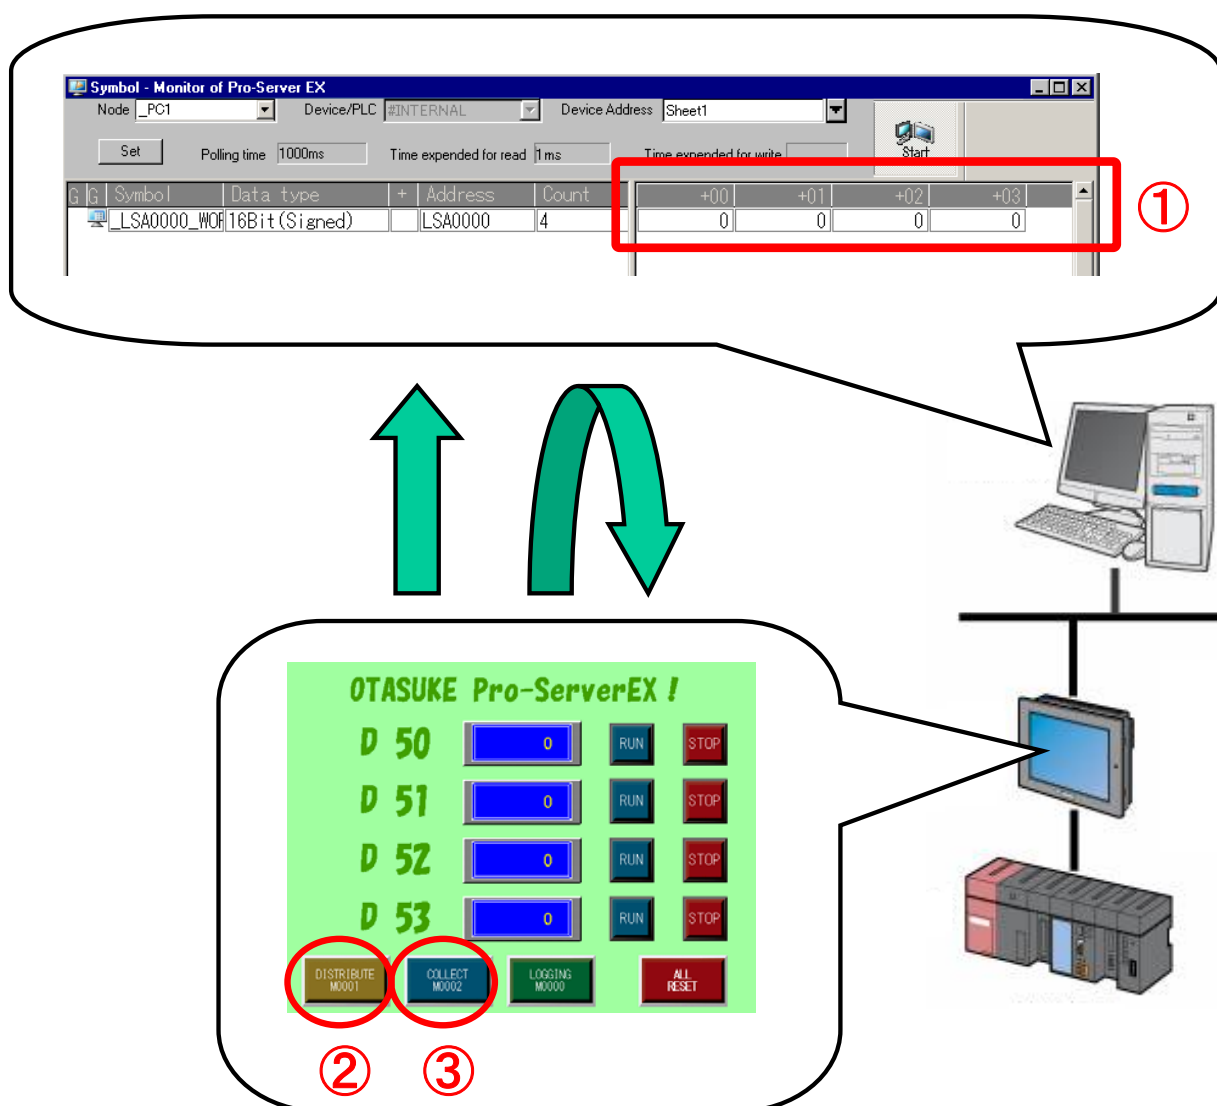 Symbol - Monitor of Pro-Server EX
Node _PC1 Device/PLC #INTERNAL Device Address Sheet1
Set Polling time 1000ms Time expended for read 1ms Time expended for write Start
G G Symbol Data type + Address Count +00 +01 +02 +03
_LSA0000_WOR 16Bit(Signed) LSA0000 4 0 0 0 0
①
OTASUKE Pro-ServerEX !
D 50 0 RUN STOP
D 51 0 RUN STOP
D 52 0 RUN STOP
D 53 0 RUN STOP
DISTRIBUTE COLLECT LOGGING ALL
M0001 M0002 M0000 RESET
② ③